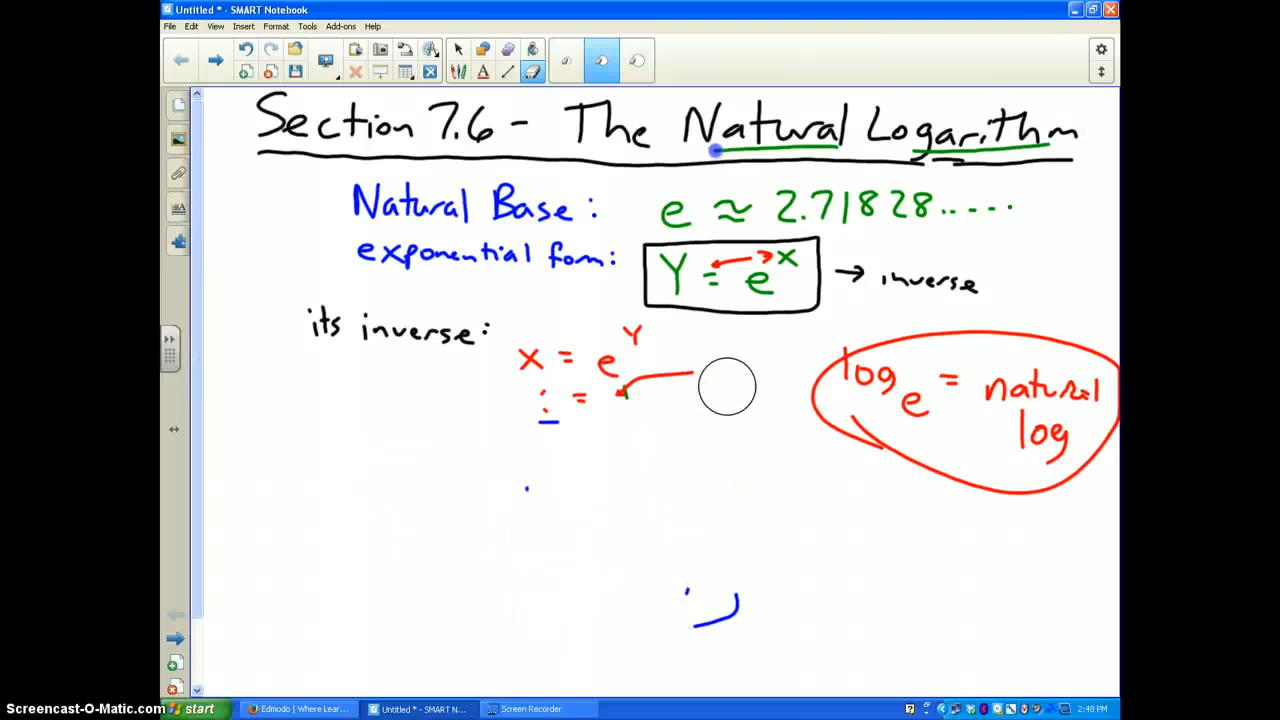 Untitled * - SMART Notebook
File Edit View Insert Format Tools Add-ons Help
Section 7.6 - The Natural Logarithm
Natural Base: e ≈ 2.71828.....
exponential form: Y = e^x → inverse
its inverse:
x = e^Y
log_e = natural log
=
Screencast-O-Matic.com
start
Edmodo | Where Lear...
Untitled * - SMART N...
Screen Recorder
2:48 PM